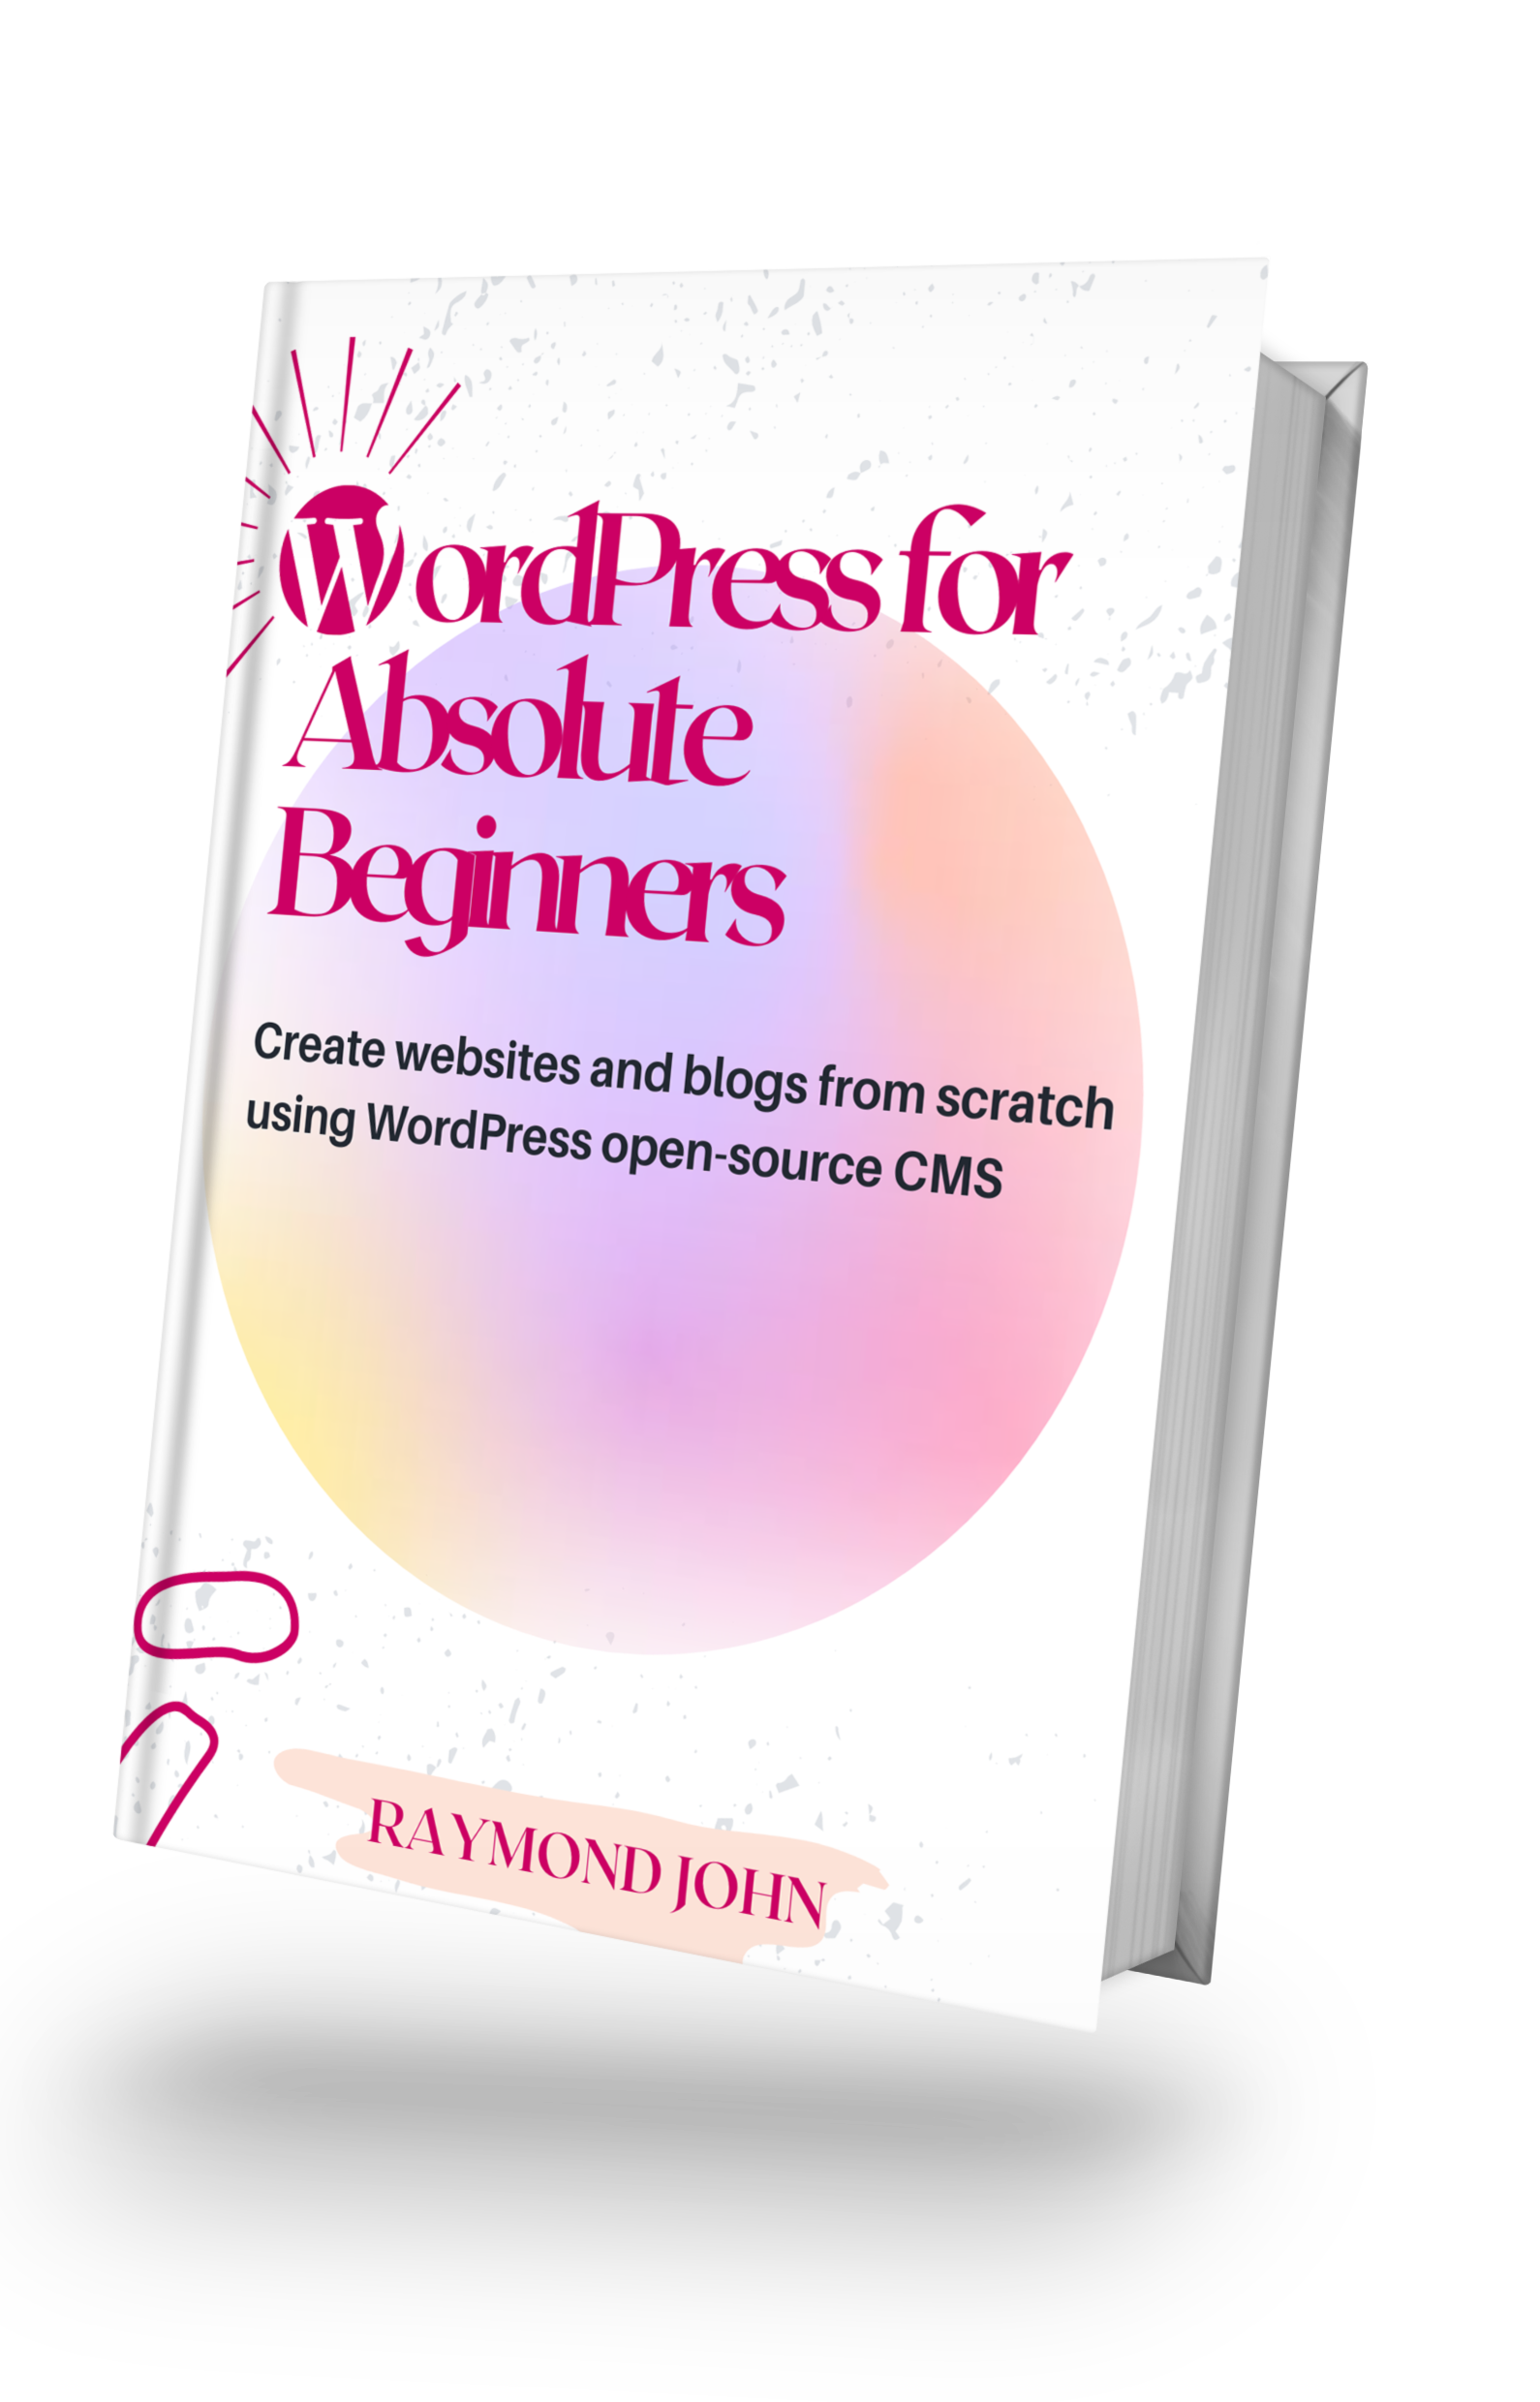 WordPress for
Absolute
Beginners
Create websites and blogs from scratch
using WordPress open-source CMS
RAYMOND JOHN